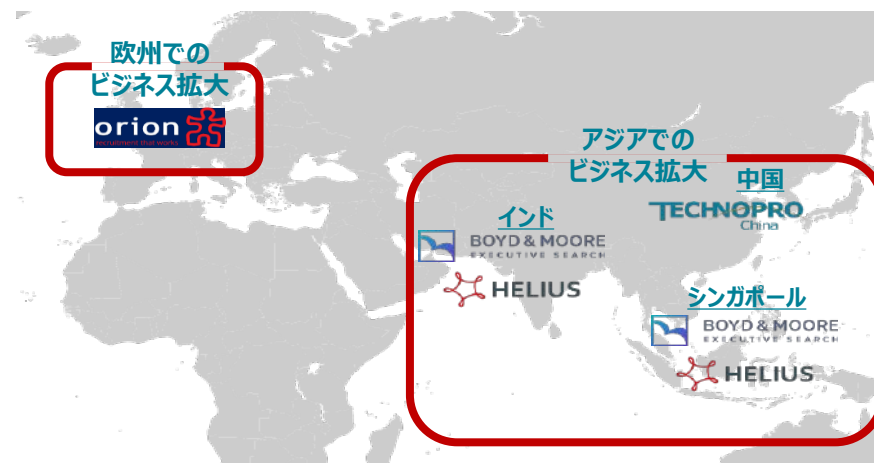 欧州での
ビジネス拡大
orion
recruitment that works
アジアでの
ビジネス拡大
中国
TECHNOPRO
China
インド
BOYD & MOORE
EXECUTIVE SEARCH
HELIUS
シンガポール
BOYD & MOORE
EXECUTIVE SEARCH
HELIUS